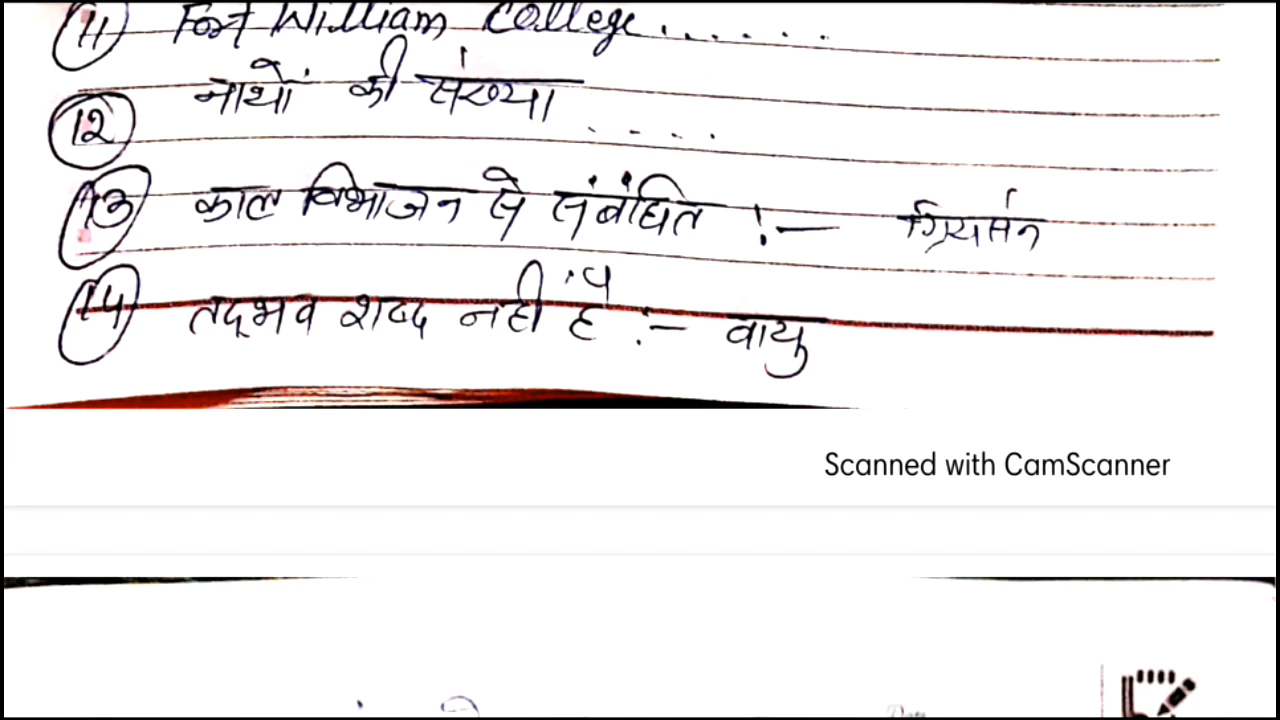 11 Fort William College......
12 नाथों की संख्या ....
13 काल विभाजन से संबंधित :- ग्रियर्सन
14 तद्भव शब्द नहीं है :- वायु
Scanned with CamScanner